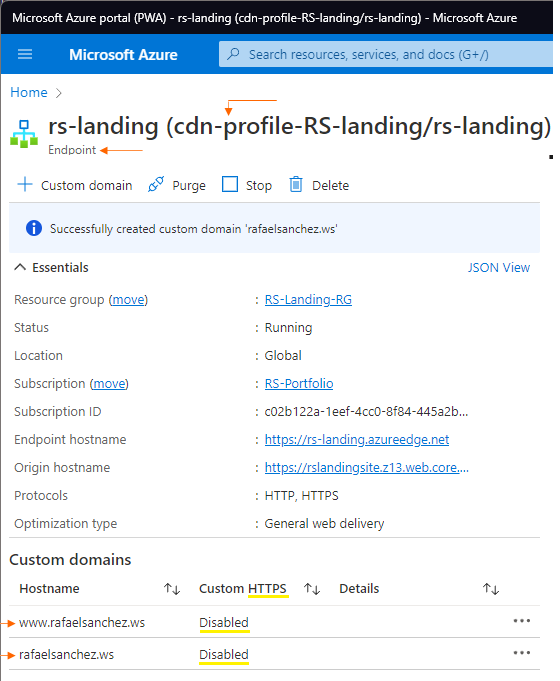 Microsoft Azure portal (PWA) - rs-landing (cdn-profile-RS-landing/rs-landing) - Microsoft Azure
Microsoft Azure
Search resources, services, and docs (G+/)
Home >
rs-landing (cdn-profile-RS-landing/rs-landing)
Endpoint
Custom domain Purge Stop Delete
Successfully created custom domain 'rafaelsanchez.ws'
Essentials JSON View
Resource group (move) : RS-Landing-RG
Status : Running
Location : Global
Subscription (move) : RS-Portfolio
Subscription ID : c02b122a-1eef-4cc0-8f84-445a2b...
Endpoint hostname : https://rs-landing.azureedge.net
Origin hostname : https://rslandingsite.z13.web.core....
Protocols : HTTP, HTTPS
Optimization type : General web delivery
Custom domains
Hostname Custom HTTPS Details
www.rafaelsanchez.ws Disabled ...
rafaelsanchez.ws Disabled ...